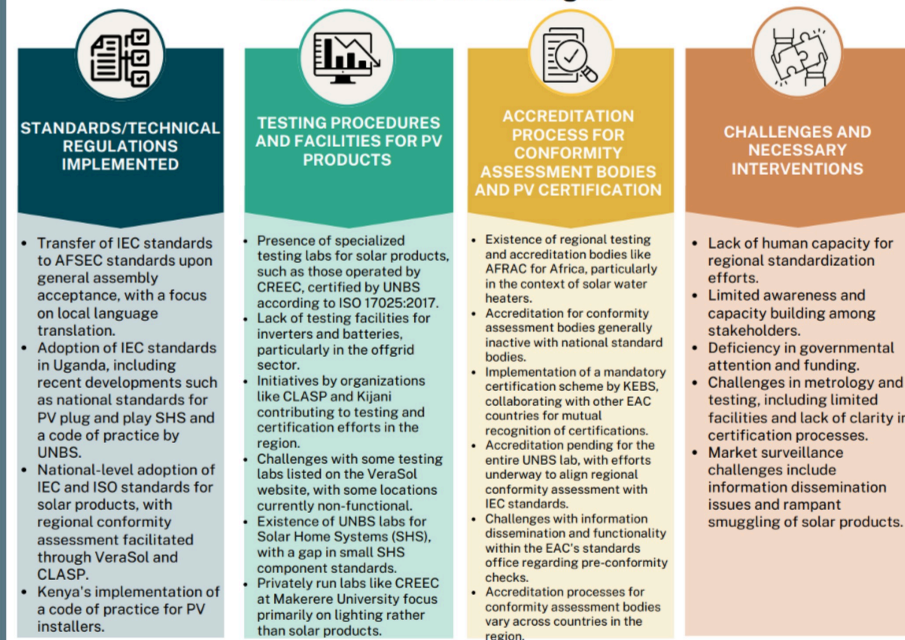 STANDARDS/TECHNICAL
REGULATIONS
IMPLEMENTED
• Transfer of IEC standards
to AFSEC standards upon
general assembly
acceptance, with a focus
on local language
translation.
• Adoption of IEC standards
in Uganda, including
recent developments such
as national standards for
PV plug and play SHS and
a code of practice by
UNBS.
• National-level adoption of
IEC and ISO standards for
solar products, with
regional conformity
assessment facilitated
through VeraSol and
CLASP.
• Kenya's implementation of
a code of practice for PV
installers.
TESTING PROCEDURES
AND FACILITIES FOR PV
PRODUCTS
• Presence of specialized
testing labs for solar products,
such as those operated by
CREEC, certified by UNBS
according to ISO 17025:2017.
• Lack of testing facilities for
inverters and batteries,
particularly in the offgrid
sector.
• Initiatives by organizations
like CLASP and Kijani
contributing to testing and
certification efforts in the
region.
• Challenges with some testing
labs listed on the VeraSol
website, with some locations
currently non-functional.
• Existence of UNBS labs for
Solar Home Systems (SHS),
with a gap in small SHS
component standards.
• Privately run labs like CREEC
at Makerere University focus
primarily on lighting rather
than solar products.
ACCREDITATION
PROCESS FOR
CONFORMITY
ASSESSMENT BODIES
AND PV CERTIFICATION
• Existence of regional testing
and accreditation bodies like
AFRAC for Africa, particularly
in the context of solar water
heaters.
• Accreditation for conformity
assessment bodies generally
inactive with national standard
bodies.
• Implementation of a mandatory
certification scheme by KEBS,
collaborating with other EAC
countries for mutual
recognition of certifications.
• Accreditation pending for the
entire UNBS lab, with efforts
underway to align regional
conformity assessment with
IEC standards.
• Challenges with information
dissemination and functionality
within the EAC's standards
office regarding pre-conformity
checks.
• Accreditation processes for
conformity assessment bodies
vary across countries in the
region.
CHALLENGES AND
NECESSARY
INTERVENTIONS
• Lack of human capacity for
regional standardization
efforts.
• Limited awareness and
capacity building among
stakeholders.
• Deficiency in governmental
attention and funding.
• Challenges in metrology and
testing, including limited
facilities and lack of clarity in
certification processes.
• Market surveillance
challenges include
information dissemination
issues and rampant
smuggling of solar products.